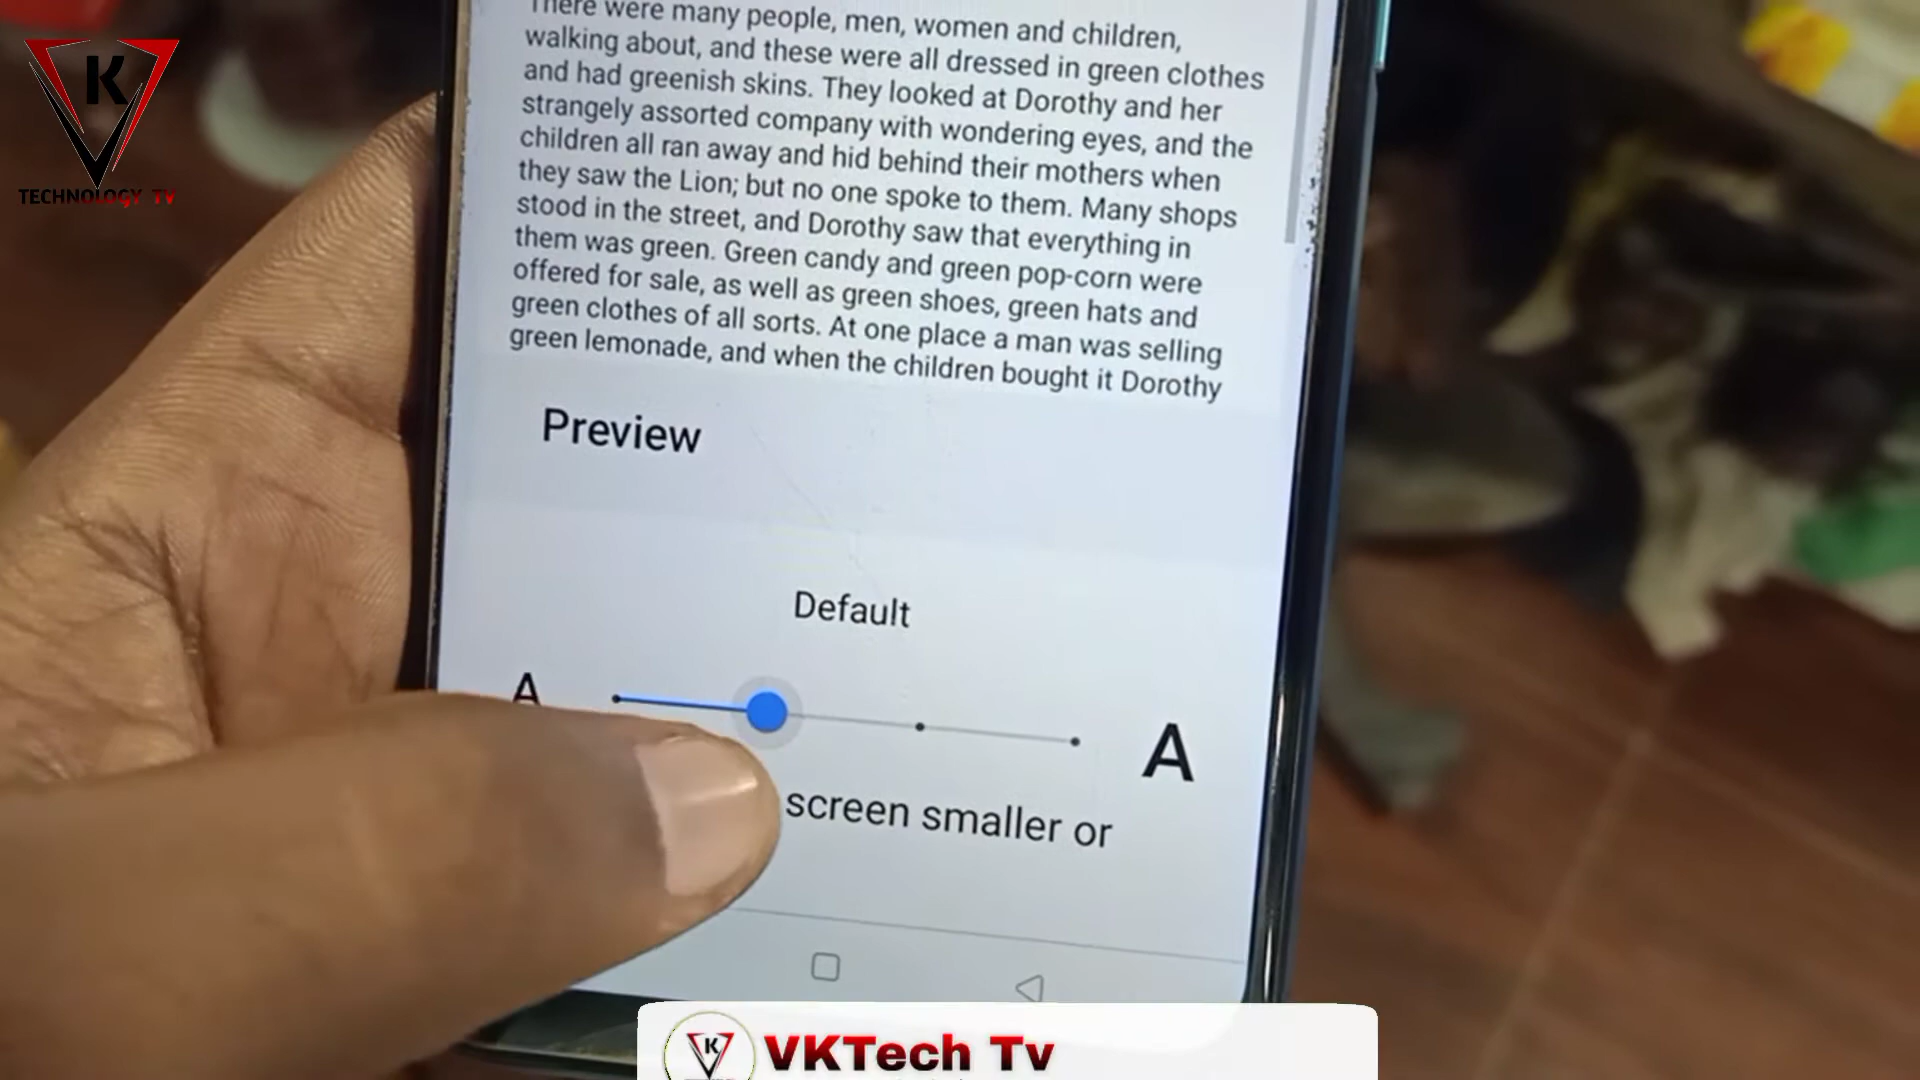 There were many people, men, women and children,
walking about, and these were all dressed in green clothes
and had greenish skins. They looked at Dorothy and her
strangely assorted company with wondering eyes, and the
children all ran away and hid behind their mothers when
they saw the Lion; but no one spoke to them. Many shops
stood in the street, and Dorothy saw that everything in
them was green. Green candy and green pop-corn were
offered for sale, as well as green shoes, green hats and
green clothes of all sorts. At one place a man was selling
green lemonade, and when the children bought it Dorothy
Preview
Default
A
A
screen smaller or
K
TECHNOLOGY TV
K
VKTech Tv